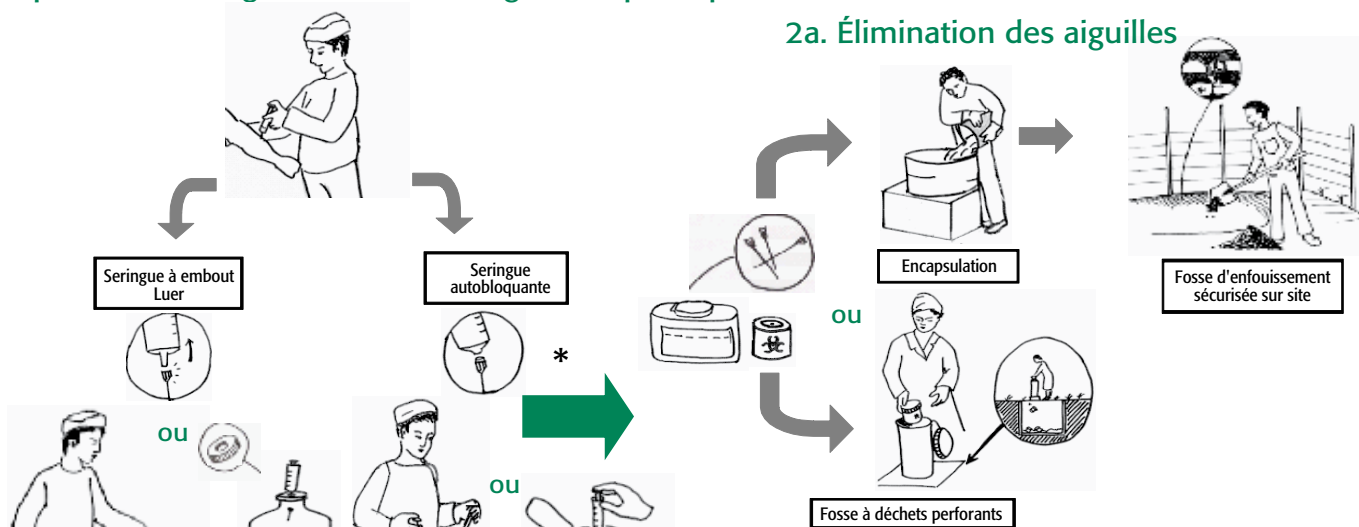 2a. Élimination des aiguilles
Seringue à embout
Luer
Seringue
autobloquante
*
ou
ou
Encapsulation
ou
Fosse d'enfouissement
sécurisée sur site
Fosse à déchets perforants